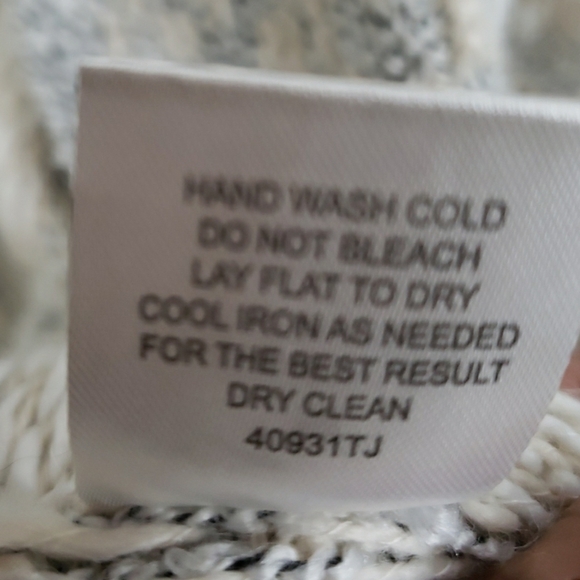 HAND WASH COLD
DO NOT BLEACH
LAY FLAT TO DRY
COOL IRON AS NEEDED
FOR THE BEST RESULT
DRY CLEAN
40931TJ